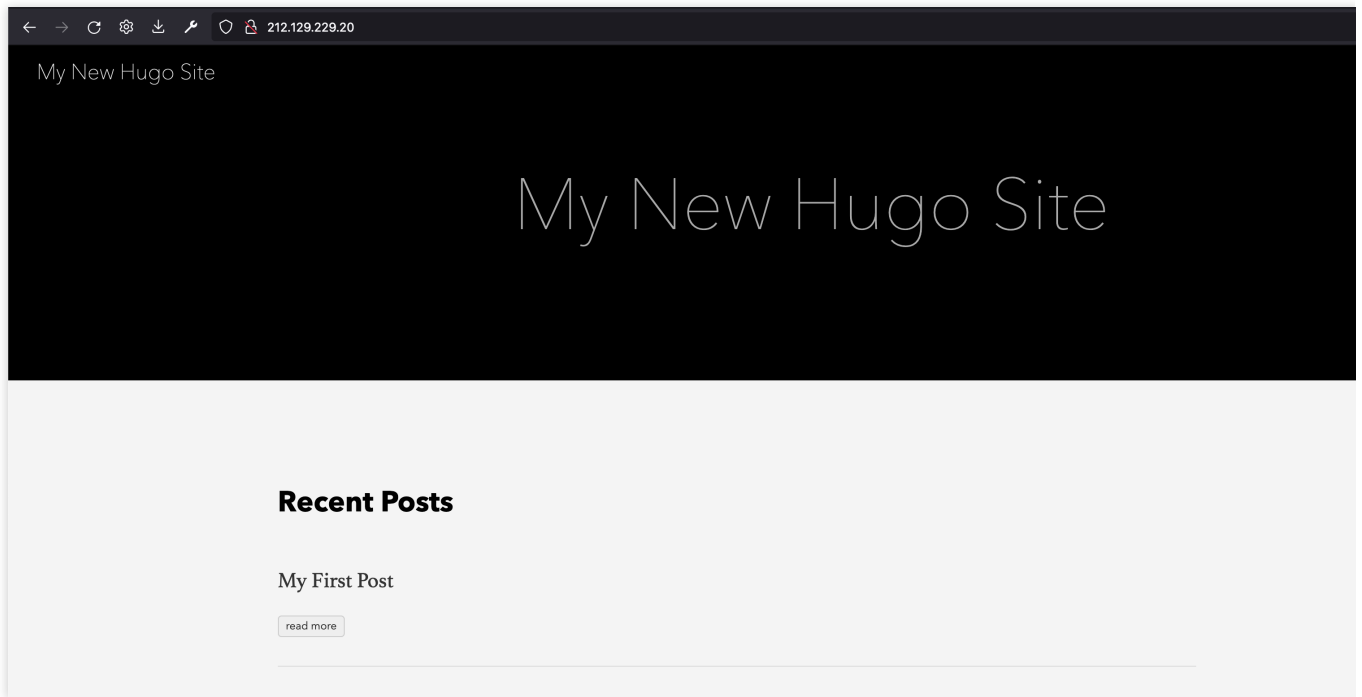 212.129.229.20
My New Hugo Site
My New Hugo Site
Recent Posts
My First Post
read more